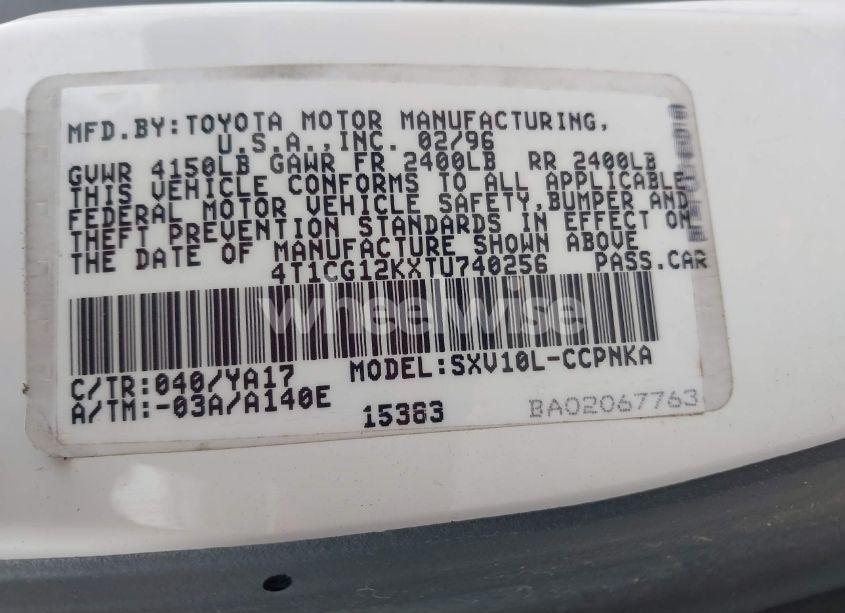 MFD.BY:TOYOTA MOTOR MANUFACTURING,
U.S.A.,INC. 02/96
GVWR 4150LB GAWR FR 2400LB RR 2400LB
THIS VEHICLE CONFORMS TO ALL APPLICABLE
FEDERAL MOTOR VEHICLE SAFETY,BUMPER AND
THEFT PREVENTION STANDARDS IN EFFECT ON
THE DATE OF MANUFACTURE SHOWN ABOVE
4T1CG12KXTU740256 PASS.CAR
wheelwise
C/TR:040/YA17 MODEL:SXV10L-CCPNKA
A/TM:-03A/A140E
15383 BA02067763